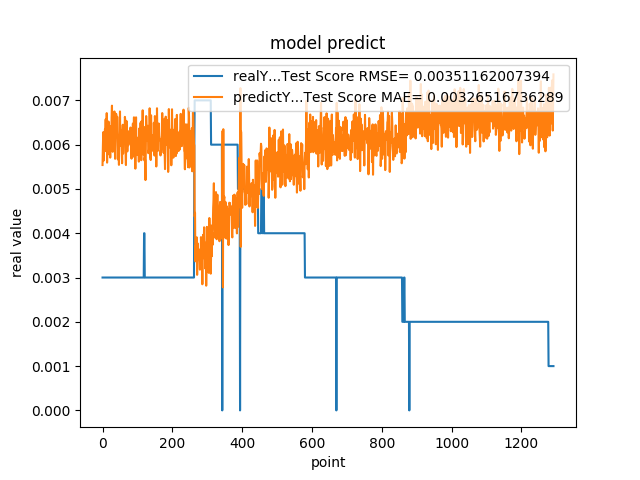 model predict
realY...Test Score RMSE= 0.00351162007394
predictY...Test Score MAE= 0.00326516736289
0.007
0.006
0.005
0.004
0.003
0.002
0.001
0.000
real value
0 200 400 600 800 1000 1200
point